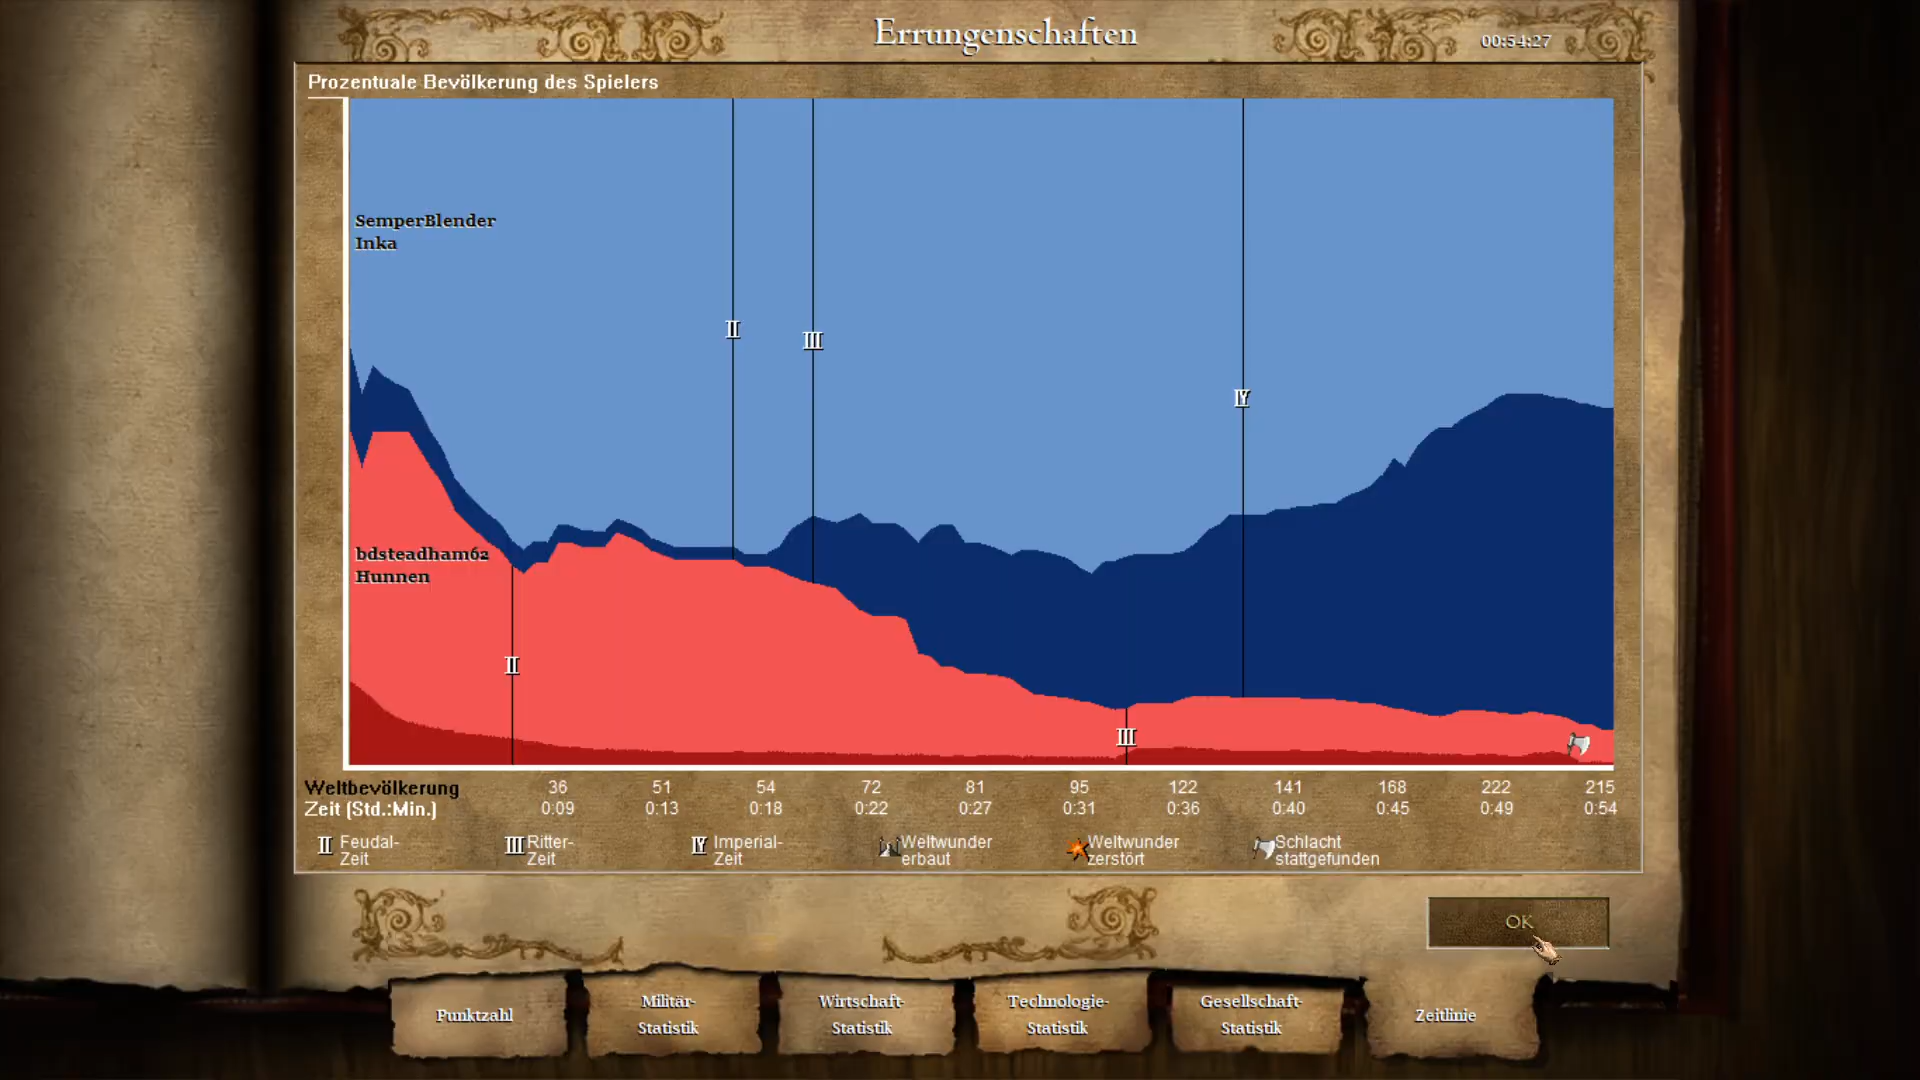 Errungenschaften
00:54:27
Prozentuale Bevölkerung des Spielers
SemperBlender
Inka
II
III
IV
bdsteadham62
Hunnen
II
III
Weltbevölkerung 36 51 54 72 81 95 122 141 168 222 215
Zeit (Std.:Min.) 0:09 0:13 0:18 0:22 0:27 0:31 0:36 0:40 0:45 0:49 0:54
II Feudal-
Zeit
III Ritter-
Zeit
IV Imperial-
Zeit
Weltwunder
erbaut
Weltwunder
zerstört
Schlacht
stattgefunden
OK
Punktzahl
Militär-
Statistik
Wirtschaft-
Statistik
Technologie-
Statistik
Gesellschaft-
Statistik
Zeitlinie